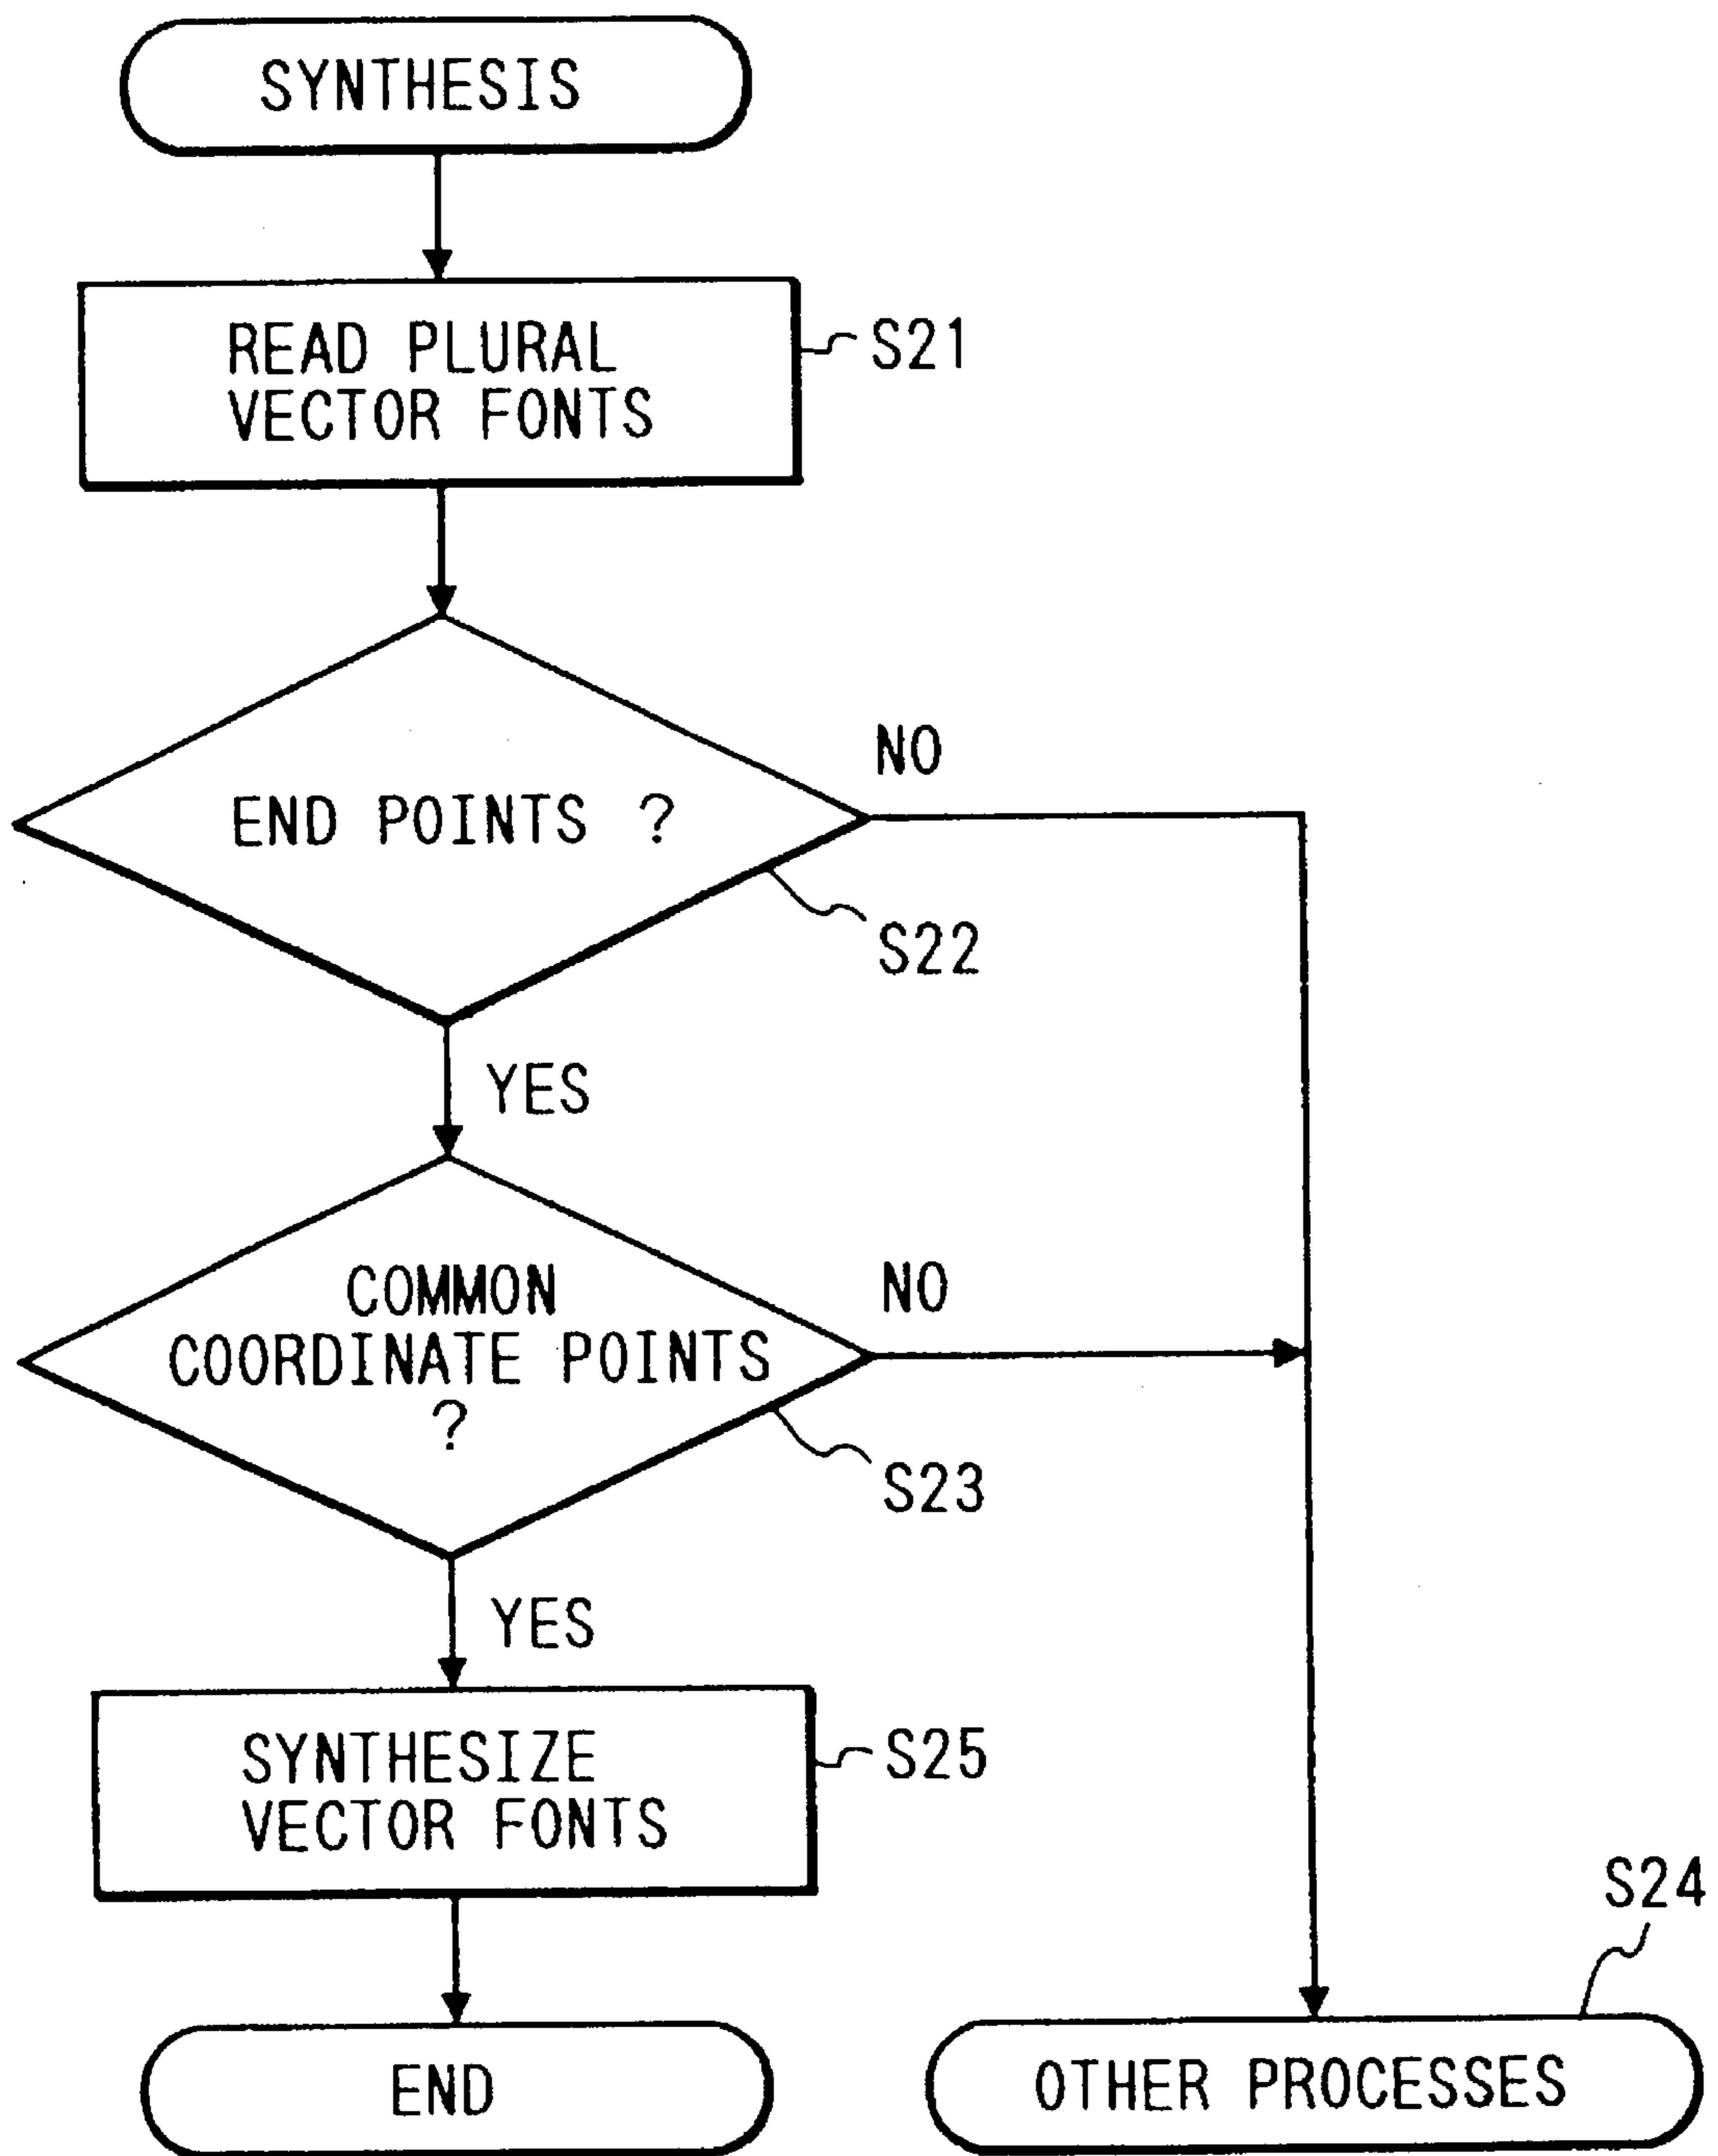 SYNTHESIS
READ PLURAL
VECTOR FONTS
S21
END POINTS ?
NO
S22
YES
COMMON
COORDINATE POINTS
?
NO
S23
YES
SYNTHESIZE
VECTOR FONTS
S25
S24
END
OTHER PROCESSES